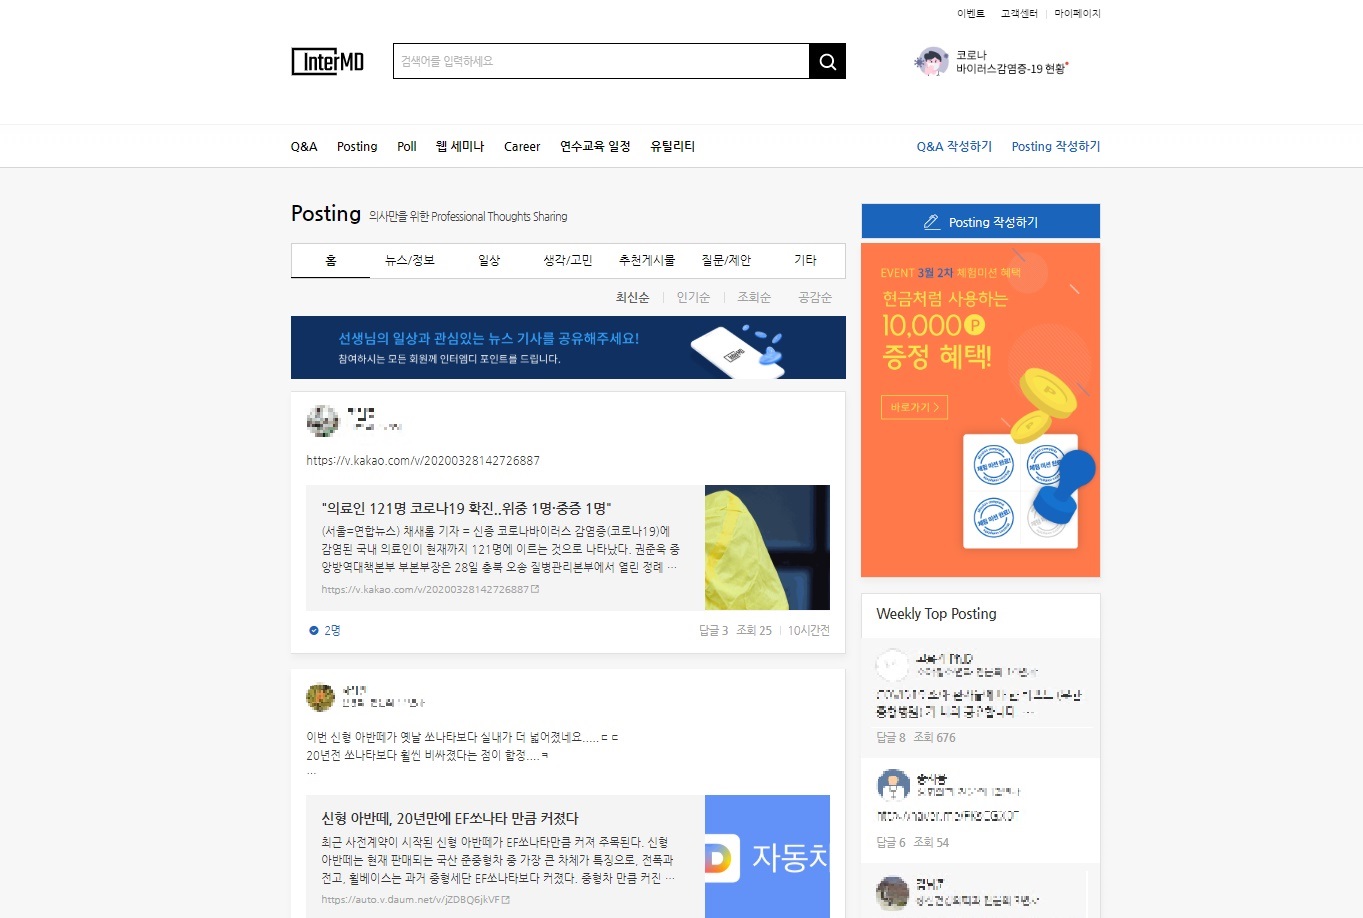 이벤트 고객센터 마이페이지
InterMD
검색어를 입력하세요
코로나
바이러스감염증-19 현황
Q&A Posting Poll 웹 세미나 Career 연수교육 일정 유틸리티
Q&A 작성하기 Posting 작성하기
Posting 의사만을 위한 Professional Thoughts Sharing
홈 뉴스/정보 일상 생각/고민 추천게시물 질문/제안 기타
최신순 인기순 조회순 공감순
선생님의 일상과 관심있는 뉴스 기사를 공유해주세요!
참여하시는 모든 회원께 인터엠디 포인트를 드립니다.
InterMD
https://v.kakao.com/v/20200328142726887
"의료인 121명 코로나19 확진..위중 1명·중증 1명"
(서울=연합뉴스) 채새롬 기자 = 신종 코로나바이러스 감염증(코로나19)에
감염된 국내 의료인이 현재까지 121명에 이르는 것으로 나타났다. 권준욱 중
앙방역대책본부 부본부장은 28일 충북 오송 질병관리본부에서 열린 정례 …
https://v.kakao.com/v/20200328142726887
2명
답글 3 조회 25 10시간전
이번 신형 아반떼가 옛날 쏘나타보다 실내가 더 넓어졌네요.....ㄷㄷ
20년전 쏘나타보다 훨씬 비싸졌다는 점이 함정....ㅋ
…
신형 아반떼, 20년만에 EF쏘나타 만큼 커졌다
최근 사전계약이 시작된 신형 아반떼가 EF쏘나타만큼 커져 주목된다. 신형
아반떼는 현재 판매되는 국산 준중형차 중 가장 큰 차체가 특징으로, 전폭과
전고, 휠베이스는 과거 중형세단 EF쏘나타보다 커졌다. 중형차 만큼 커진 …
https://auto.v.daum.net/v/jZDBQ6jkVF
자동차
Posting 작성하기
EVENT 3월 2차 체험미션 혜택
현금처럼 사용하는
10,000 P
증정 혜택!
바로가기 >
체험 미션 완료!
체험 미션 완료!
체험 미션 완료!
Weekly Top Posting
답글 8 조회 676
답글 6 조회 54